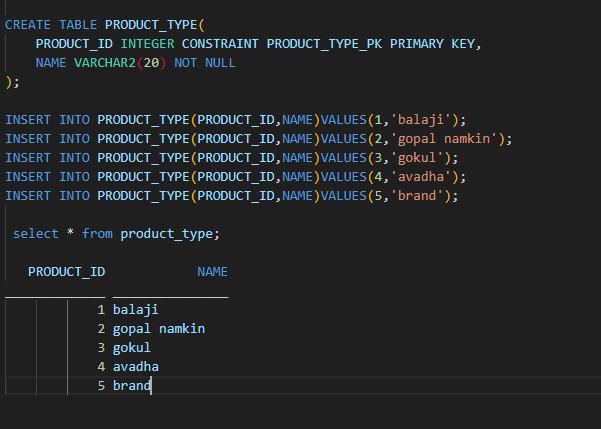 CREATE TABLE PRODUCT_TYPE(
    PRODUCT_ID INTEGER CONSTRAINT PRODUCT_TYPE_PK PRIMARY KEY,
    NAME VARCHAR2(20) NOT NULL
);
INSERT INTO PRODUCT_TYPE(PRODUCT_ID,NAME)VALUES(1,'balaji');
INSERT INTO PRODUCT_TYPE(PRODUCT_ID,NAME)VALUES(2,'gopal namkin');
INSERT INTO PRODUCT_TYPE(PRODUCT_ID,NAME)VALUES(3,'gokul');
INSERT INTO PRODUCT_TYPE(PRODUCT_ID,NAME)VALUES(4,'avadha');
INSERT INTO PRODUCT_TYPE(PRODUCT_ID,NAME)VALUES(5,'brand');
select * from product_type;
PRODUCT_ID            NAME
_____________ _______________
1 balaji
2 gopal namkin
3 gokul
4 avadha
5 brand